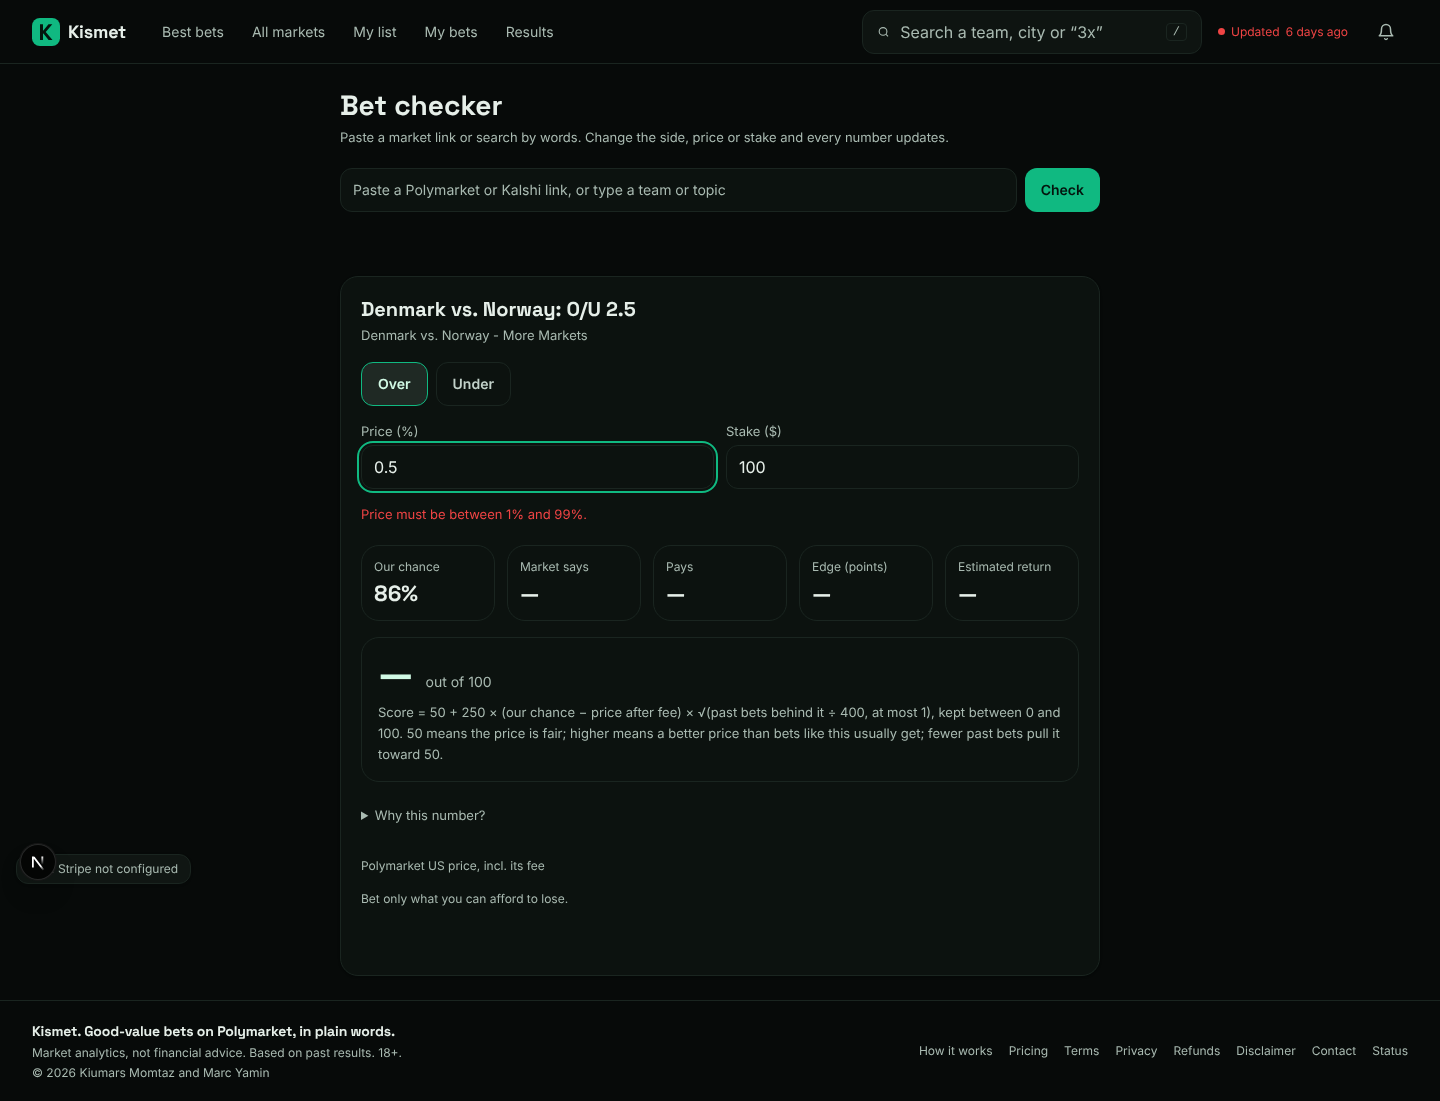 K Kismet
Best bets
All markets
My list
My bets
Results
Search a team, city or “3x”
/
Updated 6 days ago
Bet checker
Paste a market link or search by words. Change the side, price or stake and every number updates.
Paste a Polymarket or Kalshi link, or type a team or topic
Check
Denmark vs. Norway: O/U 2.5
Denmark vs. Norway - More Markets
Over
Under
Price (%)
Stake ($)
0.5
100
Price must be between 1% and 99%.
Our chance
86%
Market says
—
Pays
—
Edge (points)
—
Estimated return
—
— out of 100
Score = 50 + 250 × (our chance − price after fee) × √(past bets behind it ÷ 400, at most 1), kept between 0 and
100. 50 means the price is fair; higher means a better price than bets like this usually get; fewer past bets pull it
toward 50.
Why this number?
N
Stripe not configured
Polymarket US price, incl. its fee
Bet only what you can afford to lose.
Kismet. Good-value bets on Polymarket, in plain words.
Market analytics, not financial advice. Based on past results. 18+.
© 2026 Kiumars Momtaz and Marc Yamin
How it works
Pricing
Terms
Privacy
Refunds
Disclaimer
Contact
Status